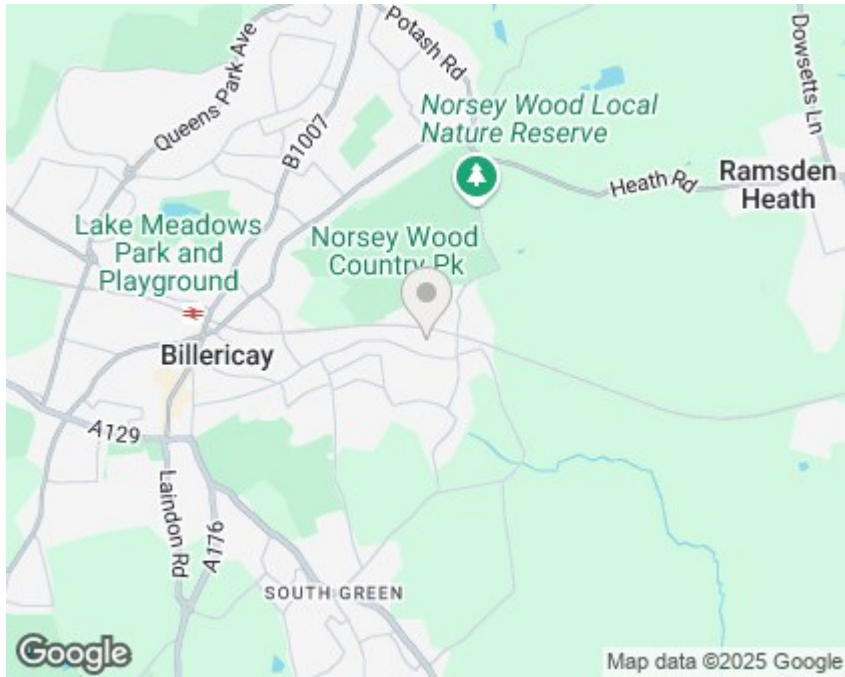 Potash Rd
Dowsetts Ln
Queens Park Ave
B1007
Norsey Wood Local
Nature Reserve
Heath Rd
Ramsden
Heath
Lake Meadows
Park and
Playground
Norsey Wood
Country Pk
Billericay
A129
Laindon Rd
A176
SOUTH GREEN
Google
Map data ©2025 Google